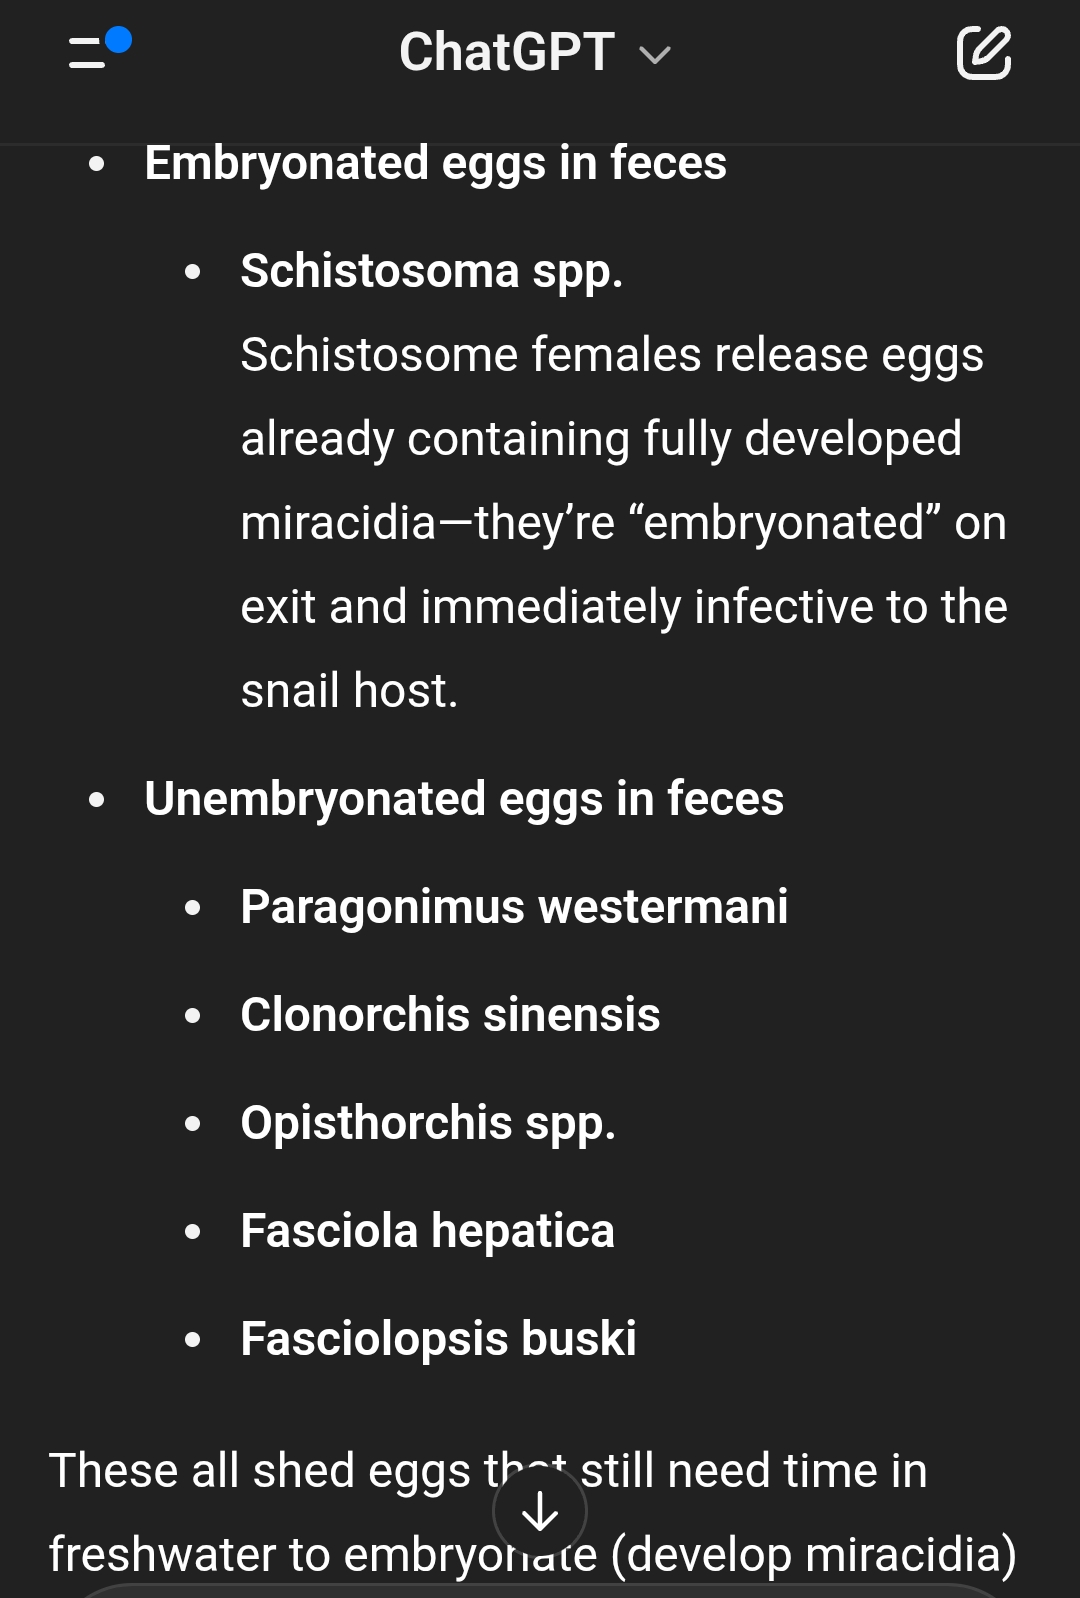 ChatGPT
• Embryonated eggs in feces
• Schistosoma spp.
Schistosome females release eggs
already containing fully developed
miracidia—they’re “embryonated” on
exit and immediately infective to the
snail host.
• Unembryonated eggs in feces
• Paragonimus westermani
• Clonorchis sinensis
• Opisthorchis spp.
• Fasciola hepatica
• Fasciolopsis buski
These all shed eggs that still need time in
freshwater to embryonate (develop miracidia)